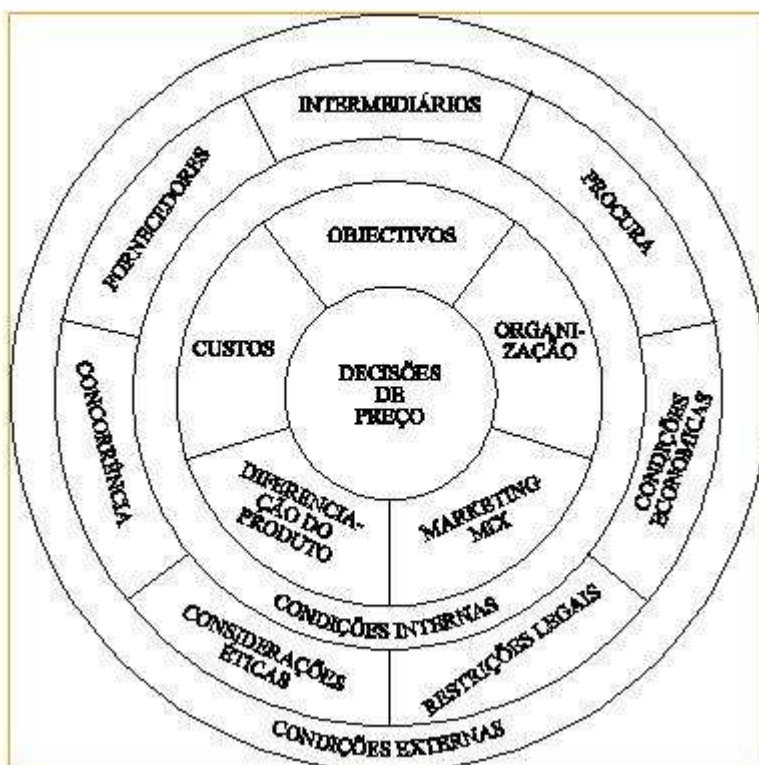 INTERMEDIÁRIOS
FORNECEDORES
PROCURA
OBJECTIVOS
CUSTOS
ORGANI-
ZAÇÃO
DECISÕES
DE
PREÇO
CONCORRÊNCIA
CONDIÇÕES
ECONÓMICAS
DIFERENCIA-
ÇÃO DO
PRODUTO
MARKETING
MIX
CONDIÇÕES INTERNAS
CONSIDERAÇÕES
ÉTICAS
RESTRIÇÕES LEGAIS
CONDIÇÕES EXTERNAS